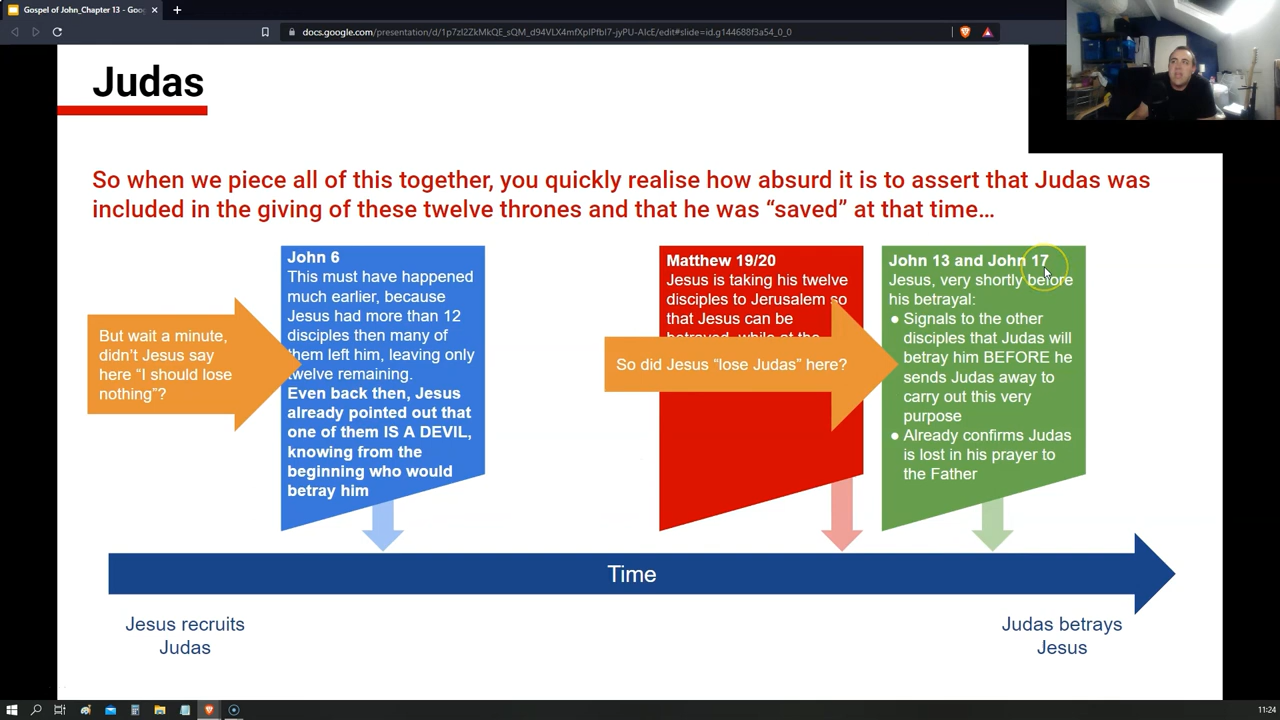 Gospel of John_Chapter 13 - Goo
docs.google.com/presentation/d/1p7zl2ZkMkQE_sQM_d94VLX4mfXpIPfbI7-jyPU-AIcE/edit#slide=id.g144688f3a54_0_0
Judas
So when we piece all of this together, you quickly realise how absurd it is to assert that Judas was
included in the giving of these twelve thrones and that he was “saved” at that time…
But wait a minute,
didn’t Jesus say
here “I should lose
nothing”?
John 6
This must have happened
much earlier, because
Jesus had more than 12
disciples then many of
them left him, leaving only
twelve remaining.
Even back then, Jesus
already pointed out that
one of them IS A DEVIL,
knowing from the
beginning who would
betray him
Matthew 19/20
Jesus is taking his twelve
disciples to Jerusalem so
that Jesus can be
betrayed, while at the
So did Jesus “lose Judas” here?
John 13 and John 17
Jesus, very shortly before
his betrayal:
● Signals to the other
disciples that Judas will
betray him BEFORE he
sends Judas away to
carry out this very
purpose
● Already confirms Judas
is lost in his prayer to
the Father
Time
Jesus recruits
Judas
Judas betrays
Jesus
11:24